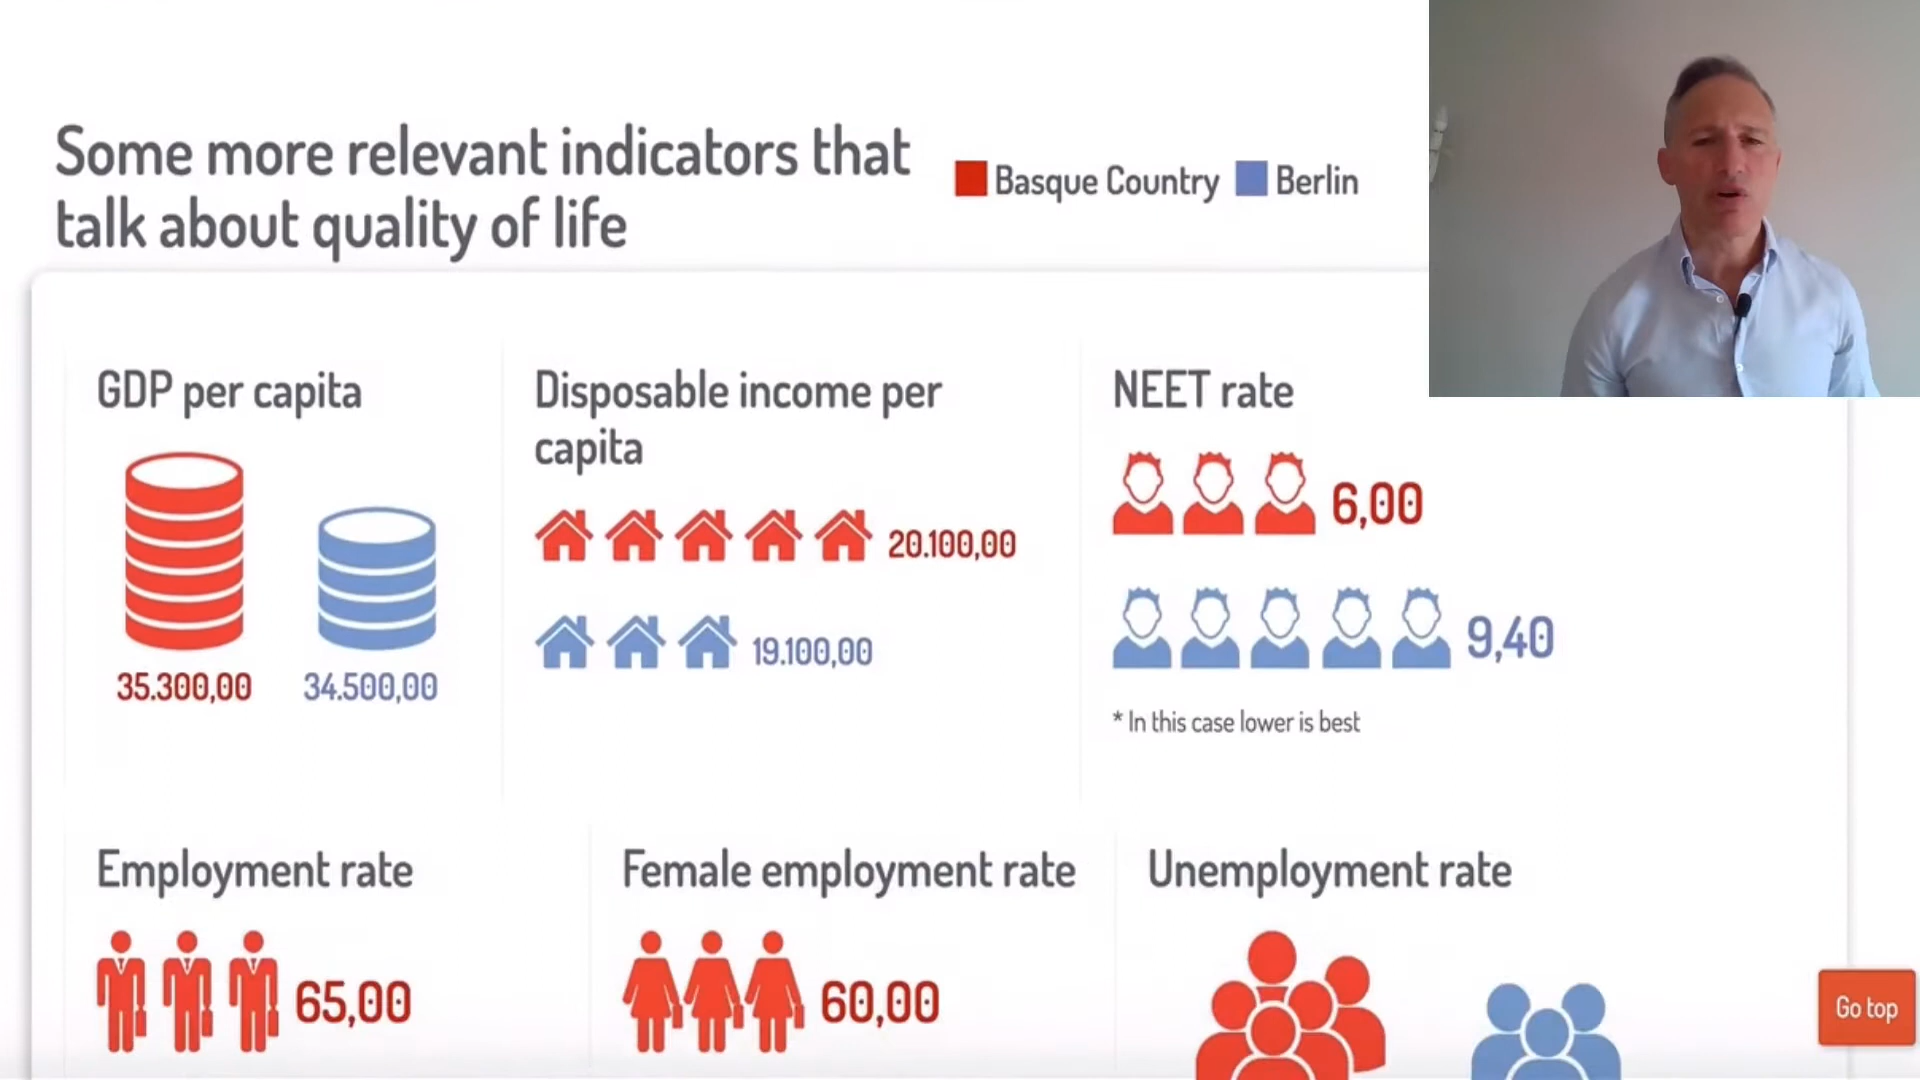 Some more relevant indicators that
talk about quality of life
Basque Country
Berlin
GDP per capita
35.300,00
34.500,00
Disposable income per
capita
20.100,00
19.100,00
NEET rate
6,00
9,40
* In this case lower is best
Employment rate
65,00
Female employment rate
60,00
Unemployment rate
Go top